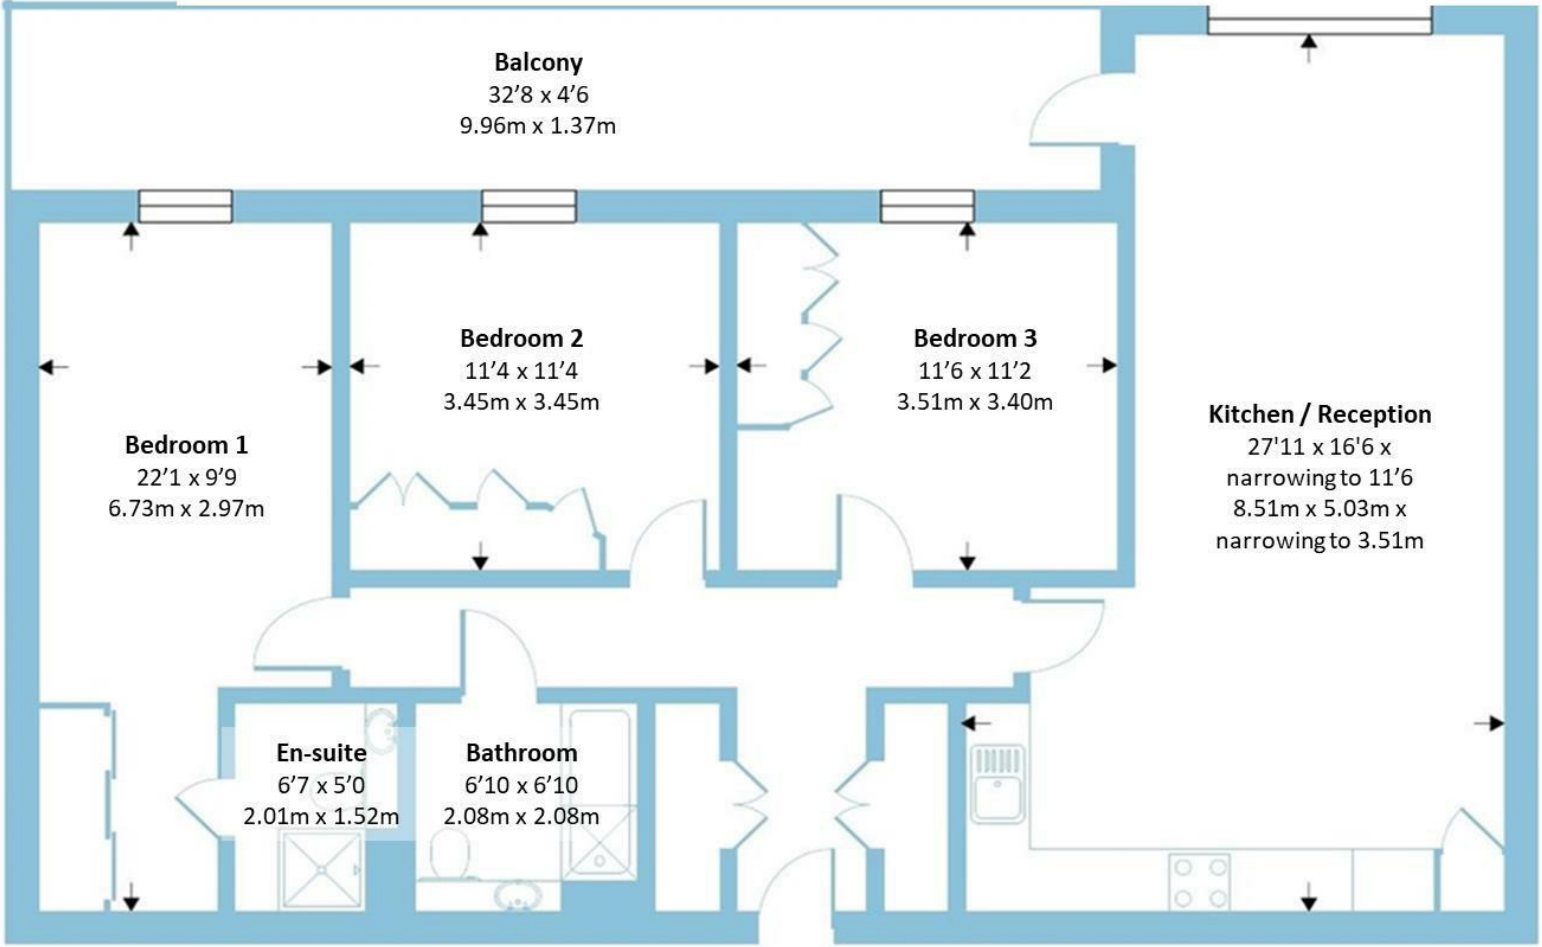 Balcony
32’8 x 4’6
9.96m x 1.37m
Bedroom 1
22’1 x 9’9
6.73m x 2.97m
Bedroom 2
11’4 x 11’4
3.45m x 3.45m
Bedroom 3
11’6 x 11’2
3.51m x 3.40m
Kitchen / Reception
27'11 x 16'6 x
narrowing to 11’6
8.51m x 5.03m x
narrowing to 3.51m
En-suite
6’7 x 5’0
2.01m x 1.52m
Bathroom
6’10 x 6’10
2.08m x 2.08m